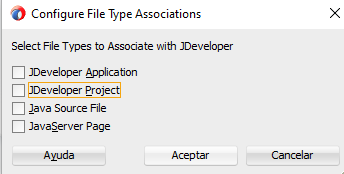 Configure File Type Associations
Select File Types to Associate with JDeveloper
JDeveloper Application
JDeveloper Project
Java Source File
JavaServer Page
Ayuda Aceptar Cancelar